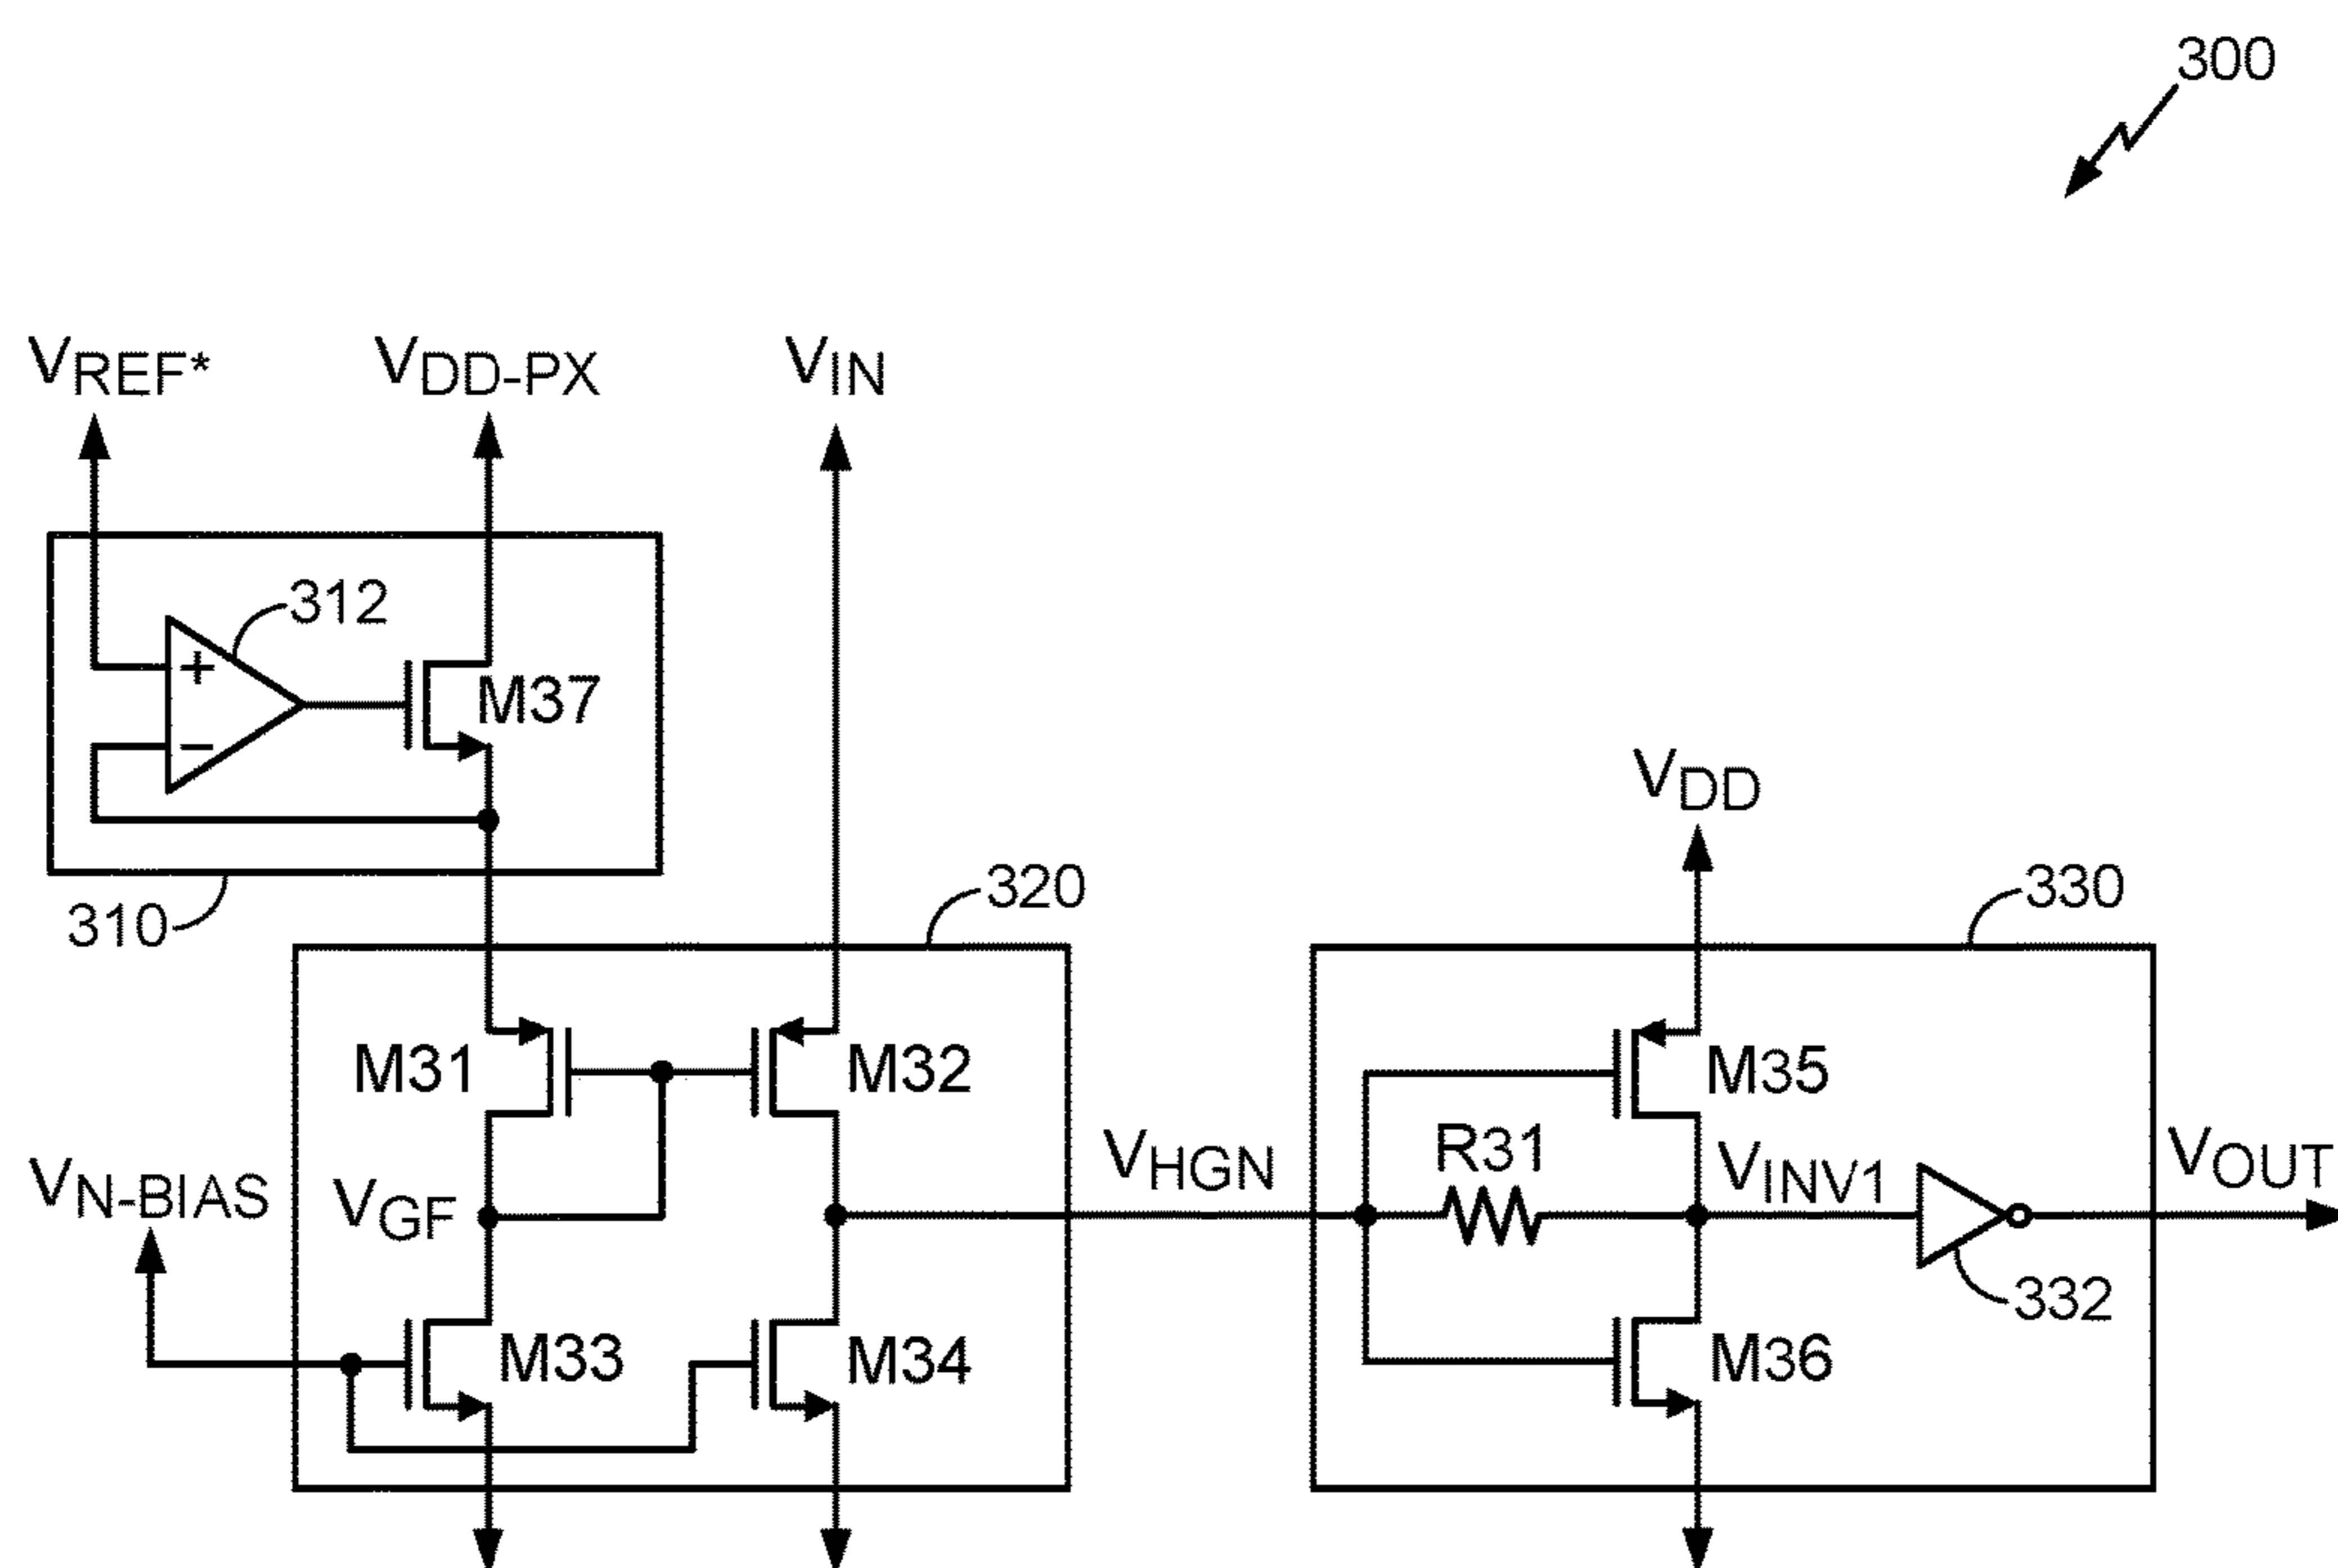 300
VREF* VDD-PX VIN
312
+
M37
−
VDD
310
320
330
M31 M32 M35
VN-BIAS VGF VHGN R31 VINV1 VOUT
332
M33 M34 M36